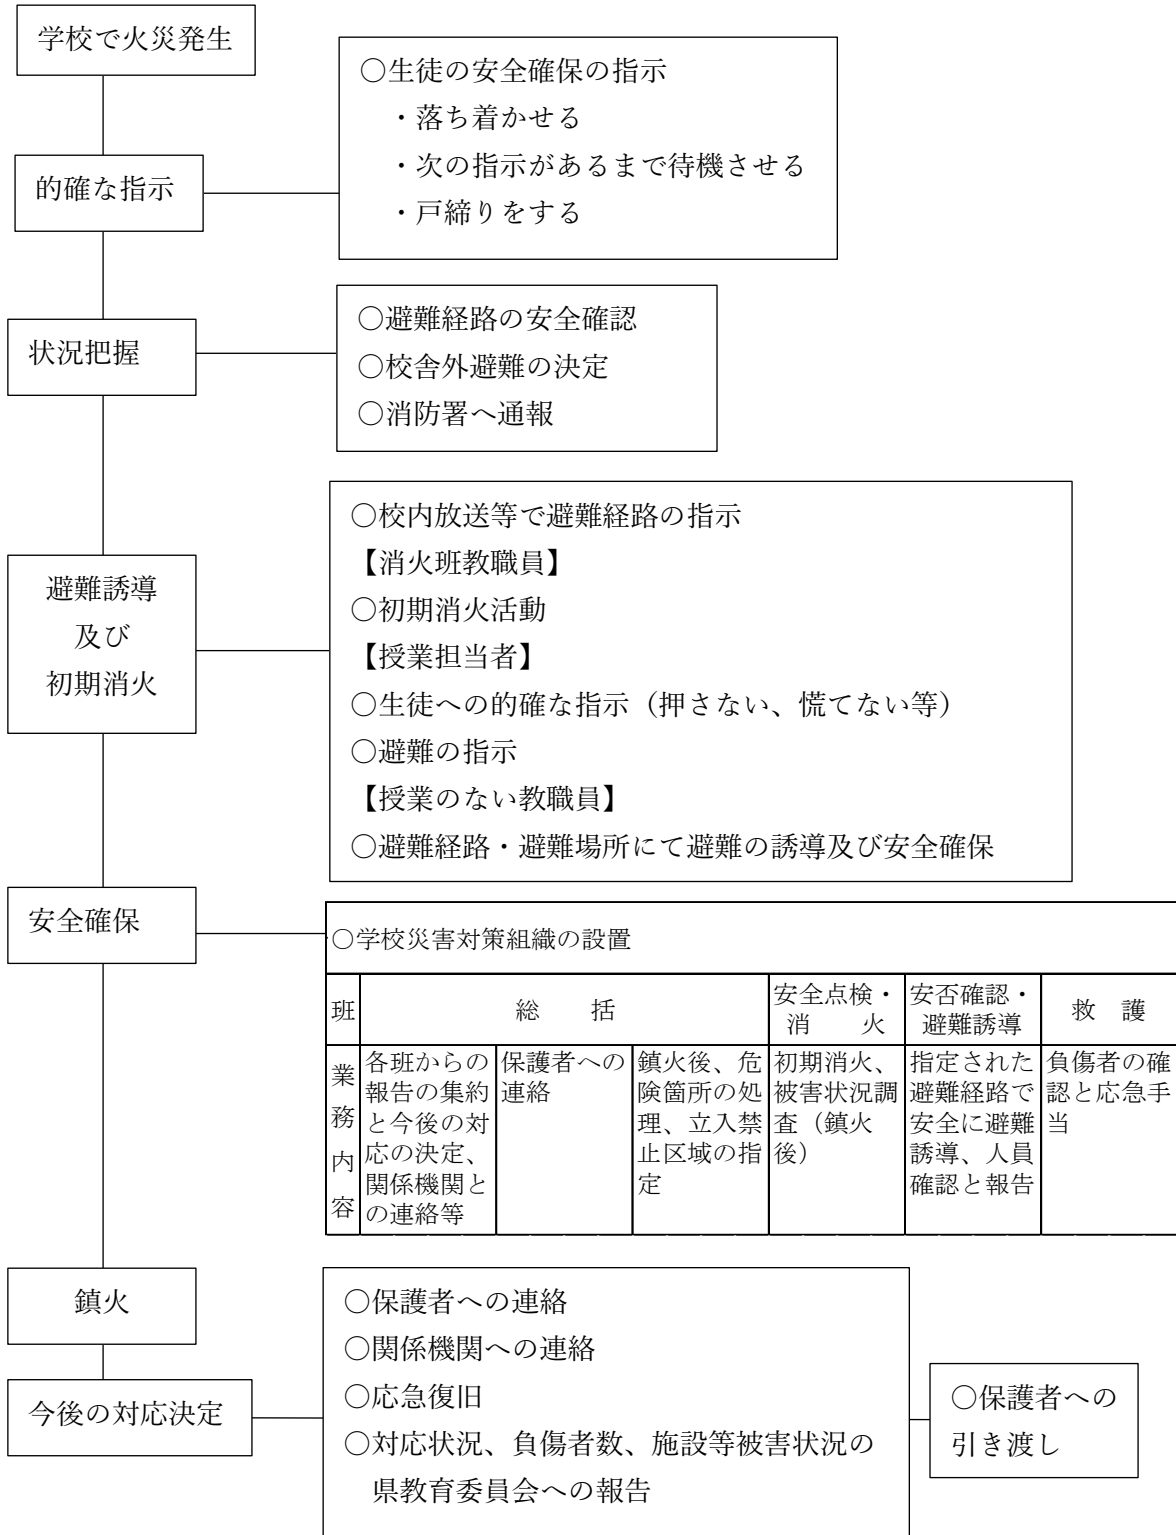 学校で火災発生
○生徒の安全確保の指示
・落ち着かせる
・次の指示があるまで待機させる
・戸締りをする
的確な指示
○避難経路の安全確認
○校舎外避難の決定
○消防署へ通報
状況把握
○校内放送等で避難経路の指示
【消火班教職員】
○初期消火活動
【授業担当者】
○生徒への的確な指示（押さない、慌てない等）
○避難の指示
【授業のない教職員】
○避難経路・避難場所にて避難の誘導及び安全確保
避難誘導
及び
初期消火
安全確保
○学校災害対策組織の設置
班
総　　括
安全点検・
消　　火
安否確認・
避難誘導
救　護
業
務
内
容
各班からの
報告の集約
と今後の対
応の決定、
関係機関と
の連絡等
保護者への
連絡
鎮火後、危
険箇所の処
理、立入禁
止区域の指
定
初期消火、
被害状況調
査（鎮火
後）
指定された
避難経路で
安全に避難
誘導、人員
確認と報告
負傷者の確
認と応急手
当
鎮火
今後の対応決定
○保護者への連絡
○関係機関への連絡
○応急復旧
○対応状況、負傷者数、施設等被害状況の
県教育委員会への報告
○保護者への
引き渡し